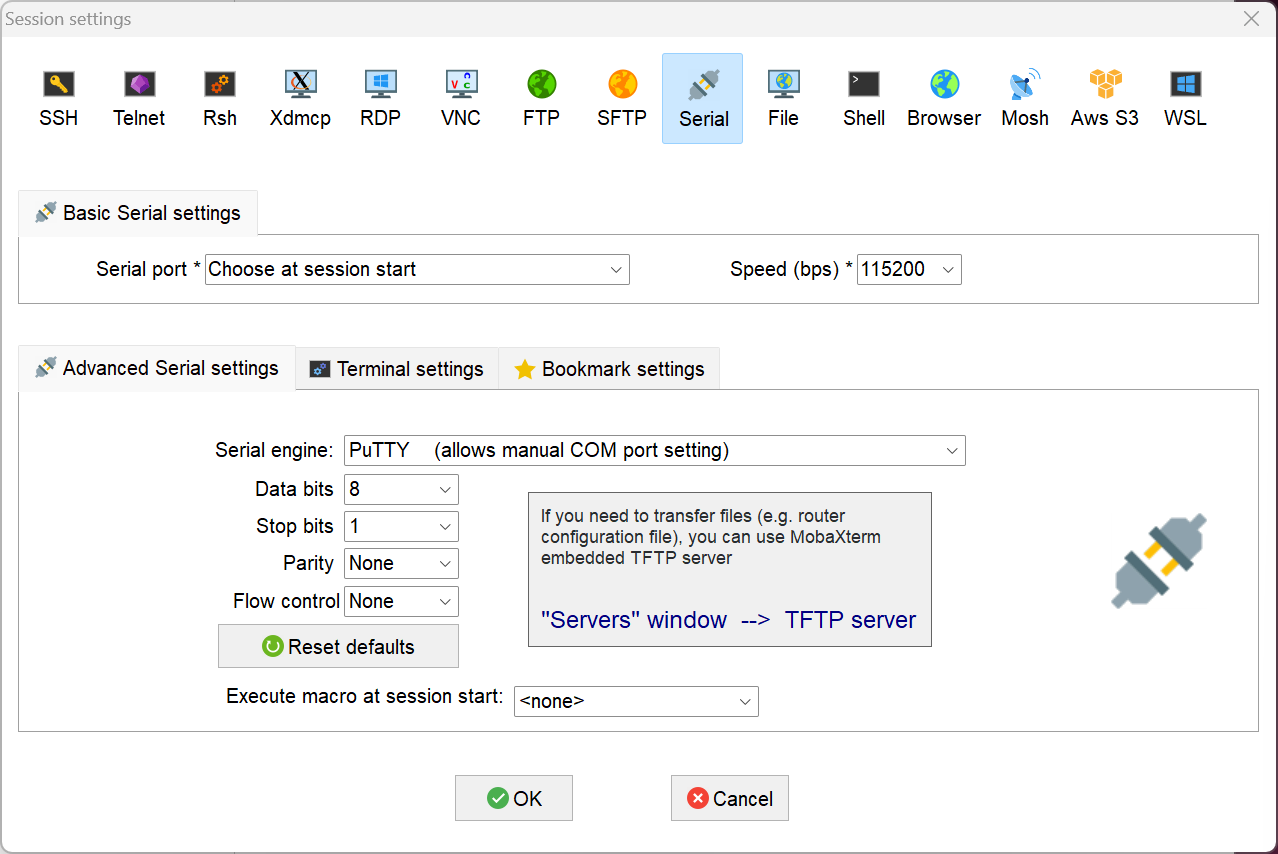 Session settings
SSH Telnet Rsh Xdmcp RDP VNC FTP SFTP Serial File Shell Browser Mosh Aws S3 WSL
Basic Serial settings
Serial port * Choose at session start Speed (bps) * 115200
Advanced Serial settings Terminal settings Bookmark settings
Serial engine: PuTTY (allows manual COM port setting)
Data bits 8
Stop bits 1
Parity None
Flow control None
Reset defaults
If you need to transfer files (e.g. router
configuration file), you can use MobaXterm
embedded TFTP server
"Servers" window --> TFTP server
Execute macro at session start: <none>
OK Cancel